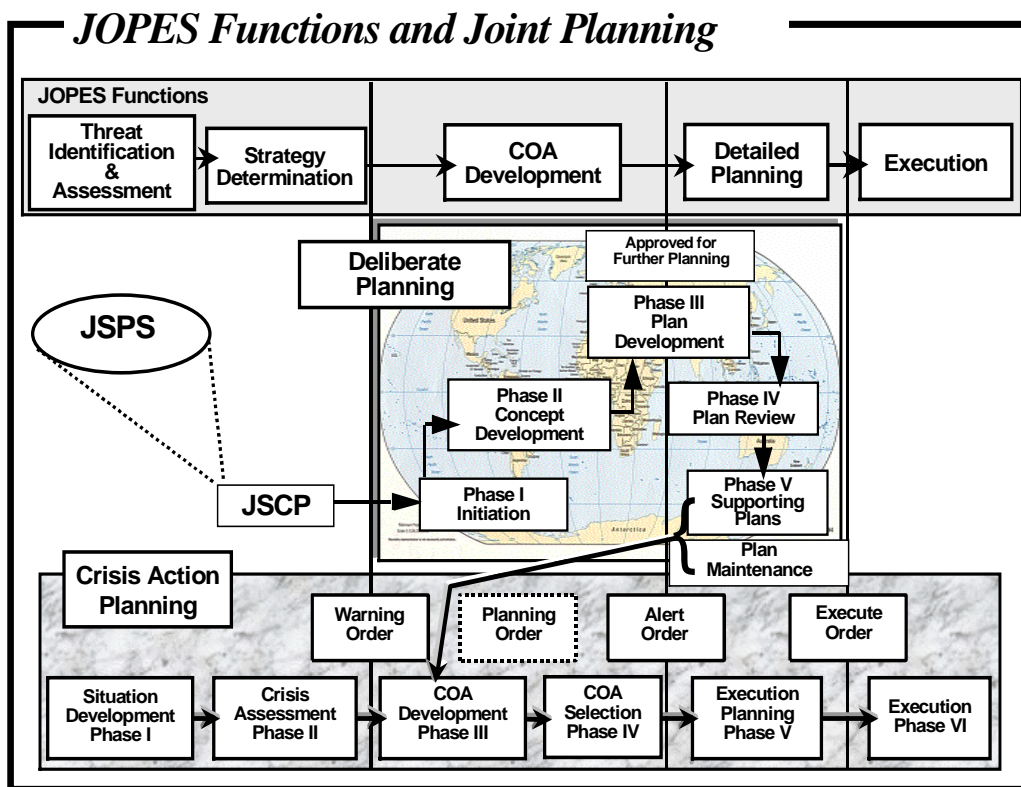 JOPES Functions and Joint Planning
JOPES Functions
Threat
Identification
&
Assessment
Strategy
Determination
COA
Development
Detailed
Planning
Execution
Deliberate
Planning
Approved for
Further Planning
Phase III
Plan
Development
JSPS
United States
Phase II
Concept
Development
Phase IV
Plan Review
JSCP
Phase I
Initiation
Phase V
Supporting
Plans
Antarctica
Plan
Maintenance
Crisis Action
Planning
Warning
Order
Planning
Order
Alert
Order
Execute
Order
Situation
Development
Phase I
Crisis
Assessment
Phase II
COA
Development
Phase III
COA
Selection
Phase IV
Execution
Planning
Phase V
Execution
Phase VI